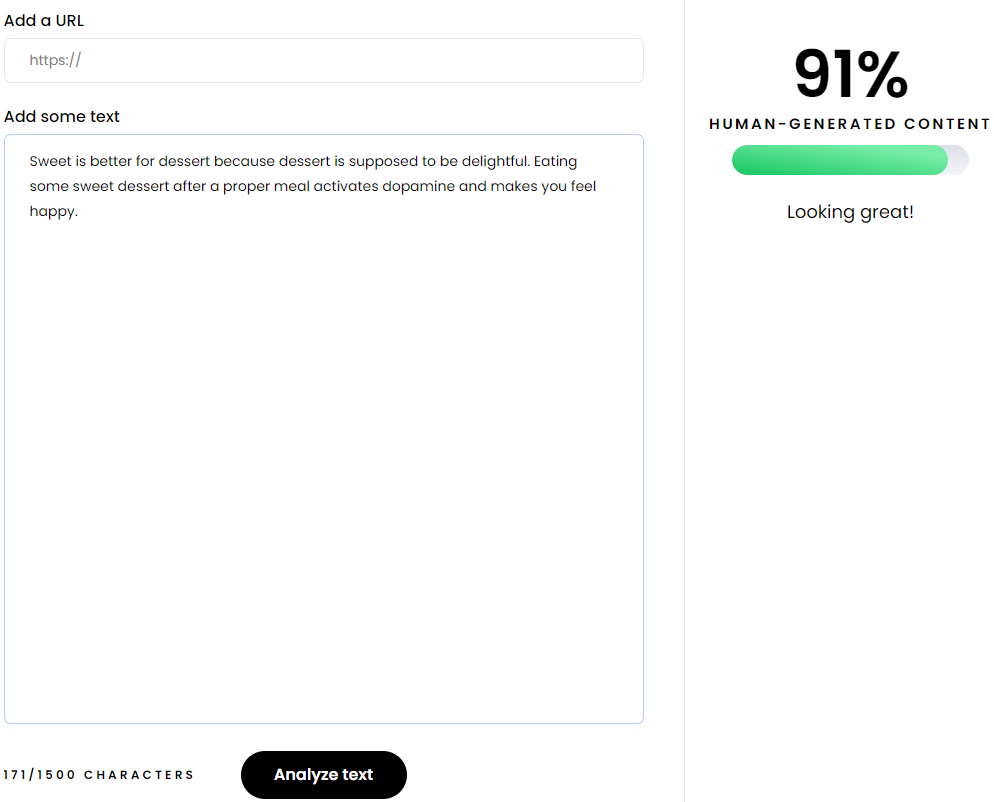 Add a URL
https://
Add some text
Sweet is better for dessert because dessert is supposed to be delightful. Eating
some sweet dessert after a proper meal activates dopamine and makes you feel
happy.
171/1500 CHARACTERS
Analyze text
91%
HUMAN-GENERATED CONTENT
Looking great!